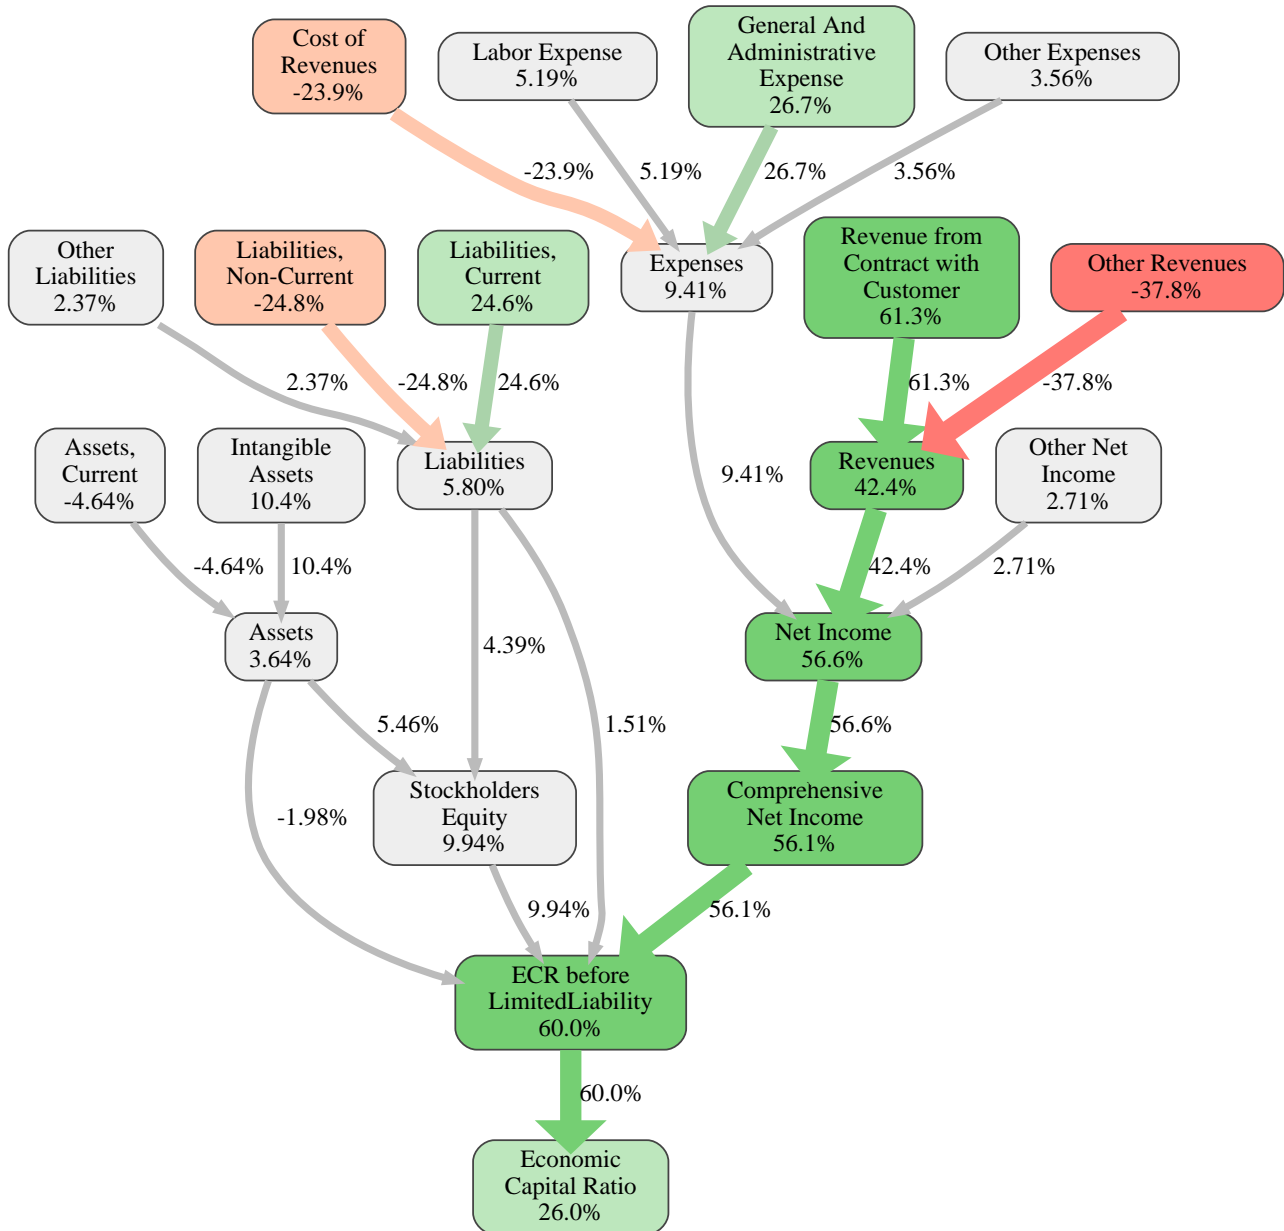 Cost of
Revenues
-23.9%
Labor Expense
5.19%
General And
Administrative
Expense
26.7%
Other Expenses
3.56%
-23.9%
5.19%
26.7%
3.56%
Other
Liabilities
2.37%
Liabilities,
Non-Current
-24.8%
Liabilities,
Current
24.6%
Expenses
9.41%
Revenue from
Contract with
Customer
61.3%
Other Revenues
-37.8%
2.37%
-24.8%
24.6%
61.3%
-37.8%
Assets,
Current
-4.64%
Intangible
Assets
10.4%
Liabilities
5.80%
9.41%
Revenues
42.4%
Other Net
Income
2.71%
-4.64%
10.4%
42.4%
2.71%
Assets
3.64%
4.39%
Net Income
56.6%
5.46%
1.51%
56.6%
-1.98%
Stockholders
Equity
9.94%
Comprehensive
Net Income
56.1%
9.94%
56.1%
ECR before
LimitedLiability
60.0%
60.0%
Economic
Capital Ratio
26.0%